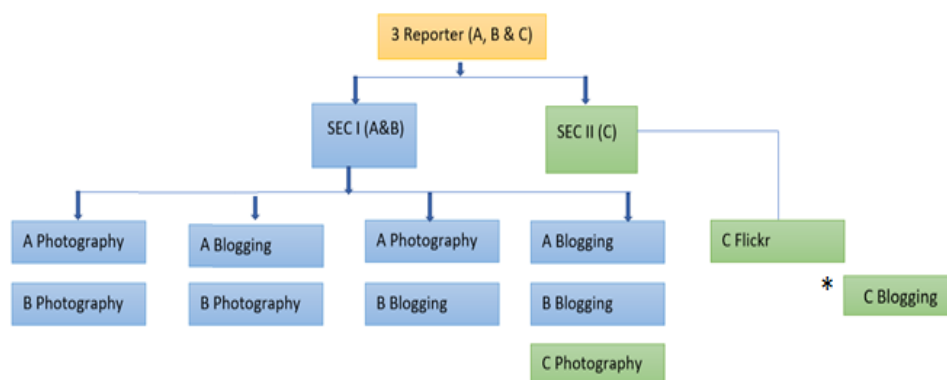 3 Reporter (A, B & C)
SEC I (A&B)
SEC II (C)
A Photography
A Blogging
A Photography
A Blogging
C Flickr
B Photography
B Photography
B Blogging
B Blogging
* C Blogging
C Photography